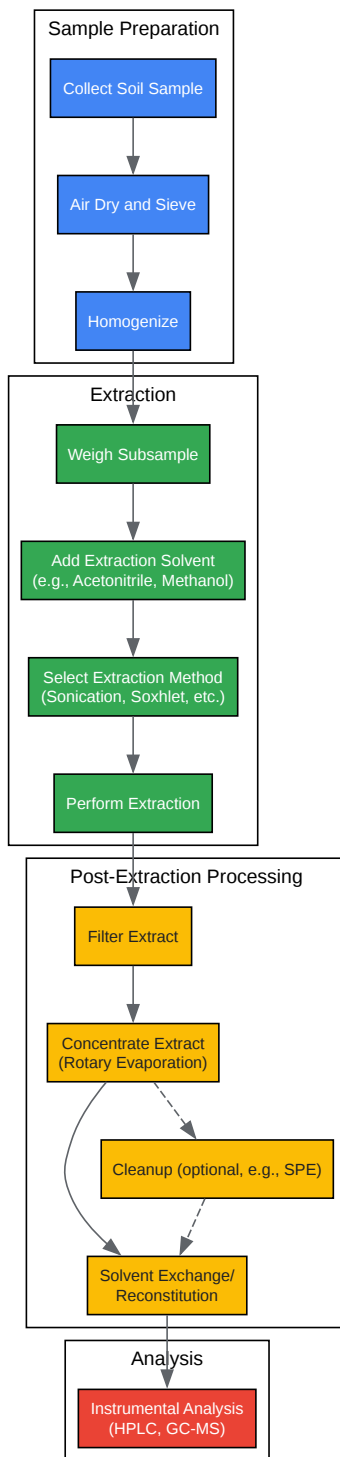 Sample Preparation
Collect Soil Sample
Air Dry and Sieve
Homogenize
Extraction
Weigh Subsample
Add Extraction Solvent
(e.g., Acetonitrile, Methanol)
Select Extraction Method
(Sonication, Soxhlet, etc.)
Perform Extraction
Post-Extraction Processing
Filter Extract
Concentrate Extract
(Rotary Evaporation)
Cleanup (optional, e.g., SPE)
Solvent Exchange/
Reconstitution
Analysis
Instrumental Analysis
(HPLC, GC-MS)